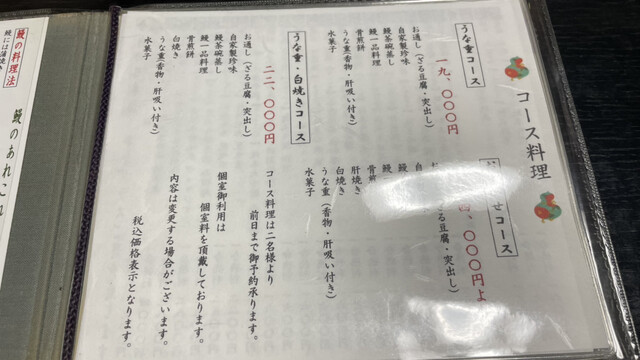 コース料理
うな重コース
一九、〇〇〇円
お通し(ざる豆腐・突出し)
自家製珍味
鰻茶碗蒸し
鰻一品料理
骨煎餅
うな重(香物・肝吸い付き)
水菓子
うな重・白焼きコース
二二、〇〇〇円
お通し(ざる豆腐・突出し)
自家製珍味
鰻茶碗蒸し
鰻一品料理
骨煎餅
白焼き
うな重(香物・肝吸い付き)
水菓子
せコース
、〇〇〇円よ
お
腐・突出し)
自
鰻
鰻
骨
肝焼き
白焼き
うな重(香物・肝吸い付き)
水菓子
コース料理は二名様より
前日まで御予約承ります。
個室御利用は
個室料を頂戴しております。
内容は変更する場合がございます。
税込価格表示となります。
鰻の料理法
鰻のあれこれ